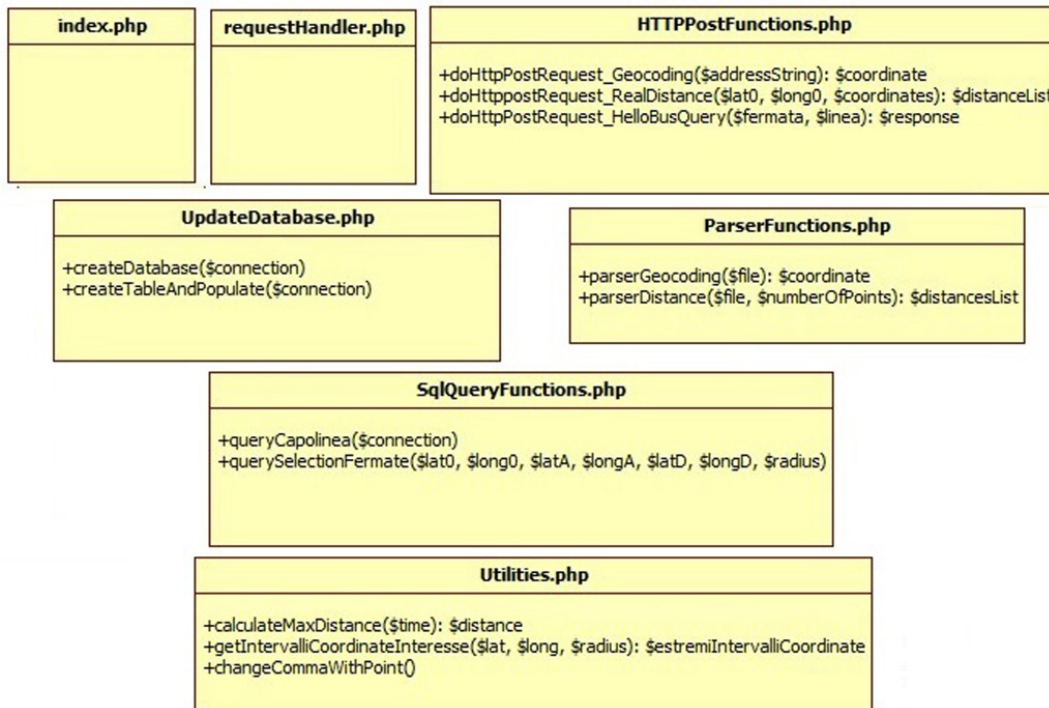 index.php
requestHandler.php
HTTPPostFunctions.php
+doHttpPostRequest_Geocoding($addressString): $coordinate
+doHttppostRequest_RealDistance($lat0, $long0, $coordinates): $distanceList
+doHttpPostRequest_HelloBusQuery($fermata, $linea): $response
UpdateDatabase.php
+createDatabase($connection)
+createTableAndPopulate($connection)
ParserFunctions.php
+parserGeocoding($file): $coordinate
+parserDistance($file, $numberOfPoints): $distancesList
SqlQueryFunctions.php
+queryCapolinea($connection)
+querySelectionFermate($lat0, $long0, $latA, $longA, $latD, $longD, $radius)
Utilities.php
+calculateMaxDistance($time): $distance
+getIntervalliCoordinateInteresse($lat, $long, $radius): $estremiIntervalliCoordinate
+changeCommaWithPoint()